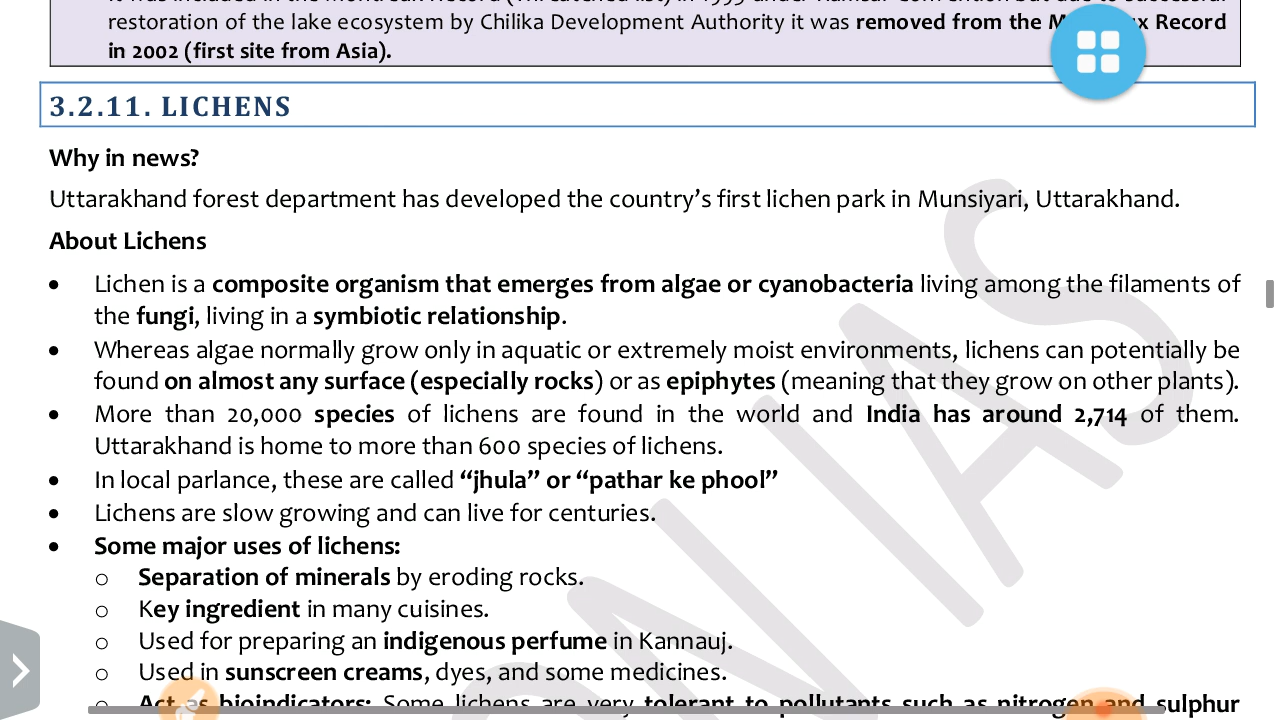 restoration of the lake ecosystem by Chilika Development Authority it was removed from the Record
in 2002 (first site from Asia).
3.2.11. LICHENS
Why in news?
Uttarakhand forest department has developed the country's first lichen park in Munsiyari, Uttarakhand.
About Lichens
• Lichen is a composite organism that emerges from algae or cyanobacteria living among the filaments of
the fungi, living in a symbiotic relationship.
• Whereas algae normally grow only in aquatic or extremely moist environments, lichens can potentially be
found on almost any surface (especially rocks) or as epiphytes (meaning that they grow on other plants).
• More than 20,000 species of lichens are found in the world and India has around 2,714 of them.
Uttarakhand is home to more than 600 species of lichens.
• In local parlance, these are called “jhula” or “pathar ke phool”
• Lichens are slow growing and can live for centuries.
• Some major uses of lichens:
o Separation of minerals by eroding rocks.
o Key ingredient in many cuisines.
o Used for preparing an indigenous perfume in Kannauj.
o Used in sunscreen creams, dyes, and some medicines.
o Act as bioindicators: Some lichens are very tolerant to pollutants such as nitrogen and sulphur
ON IAS